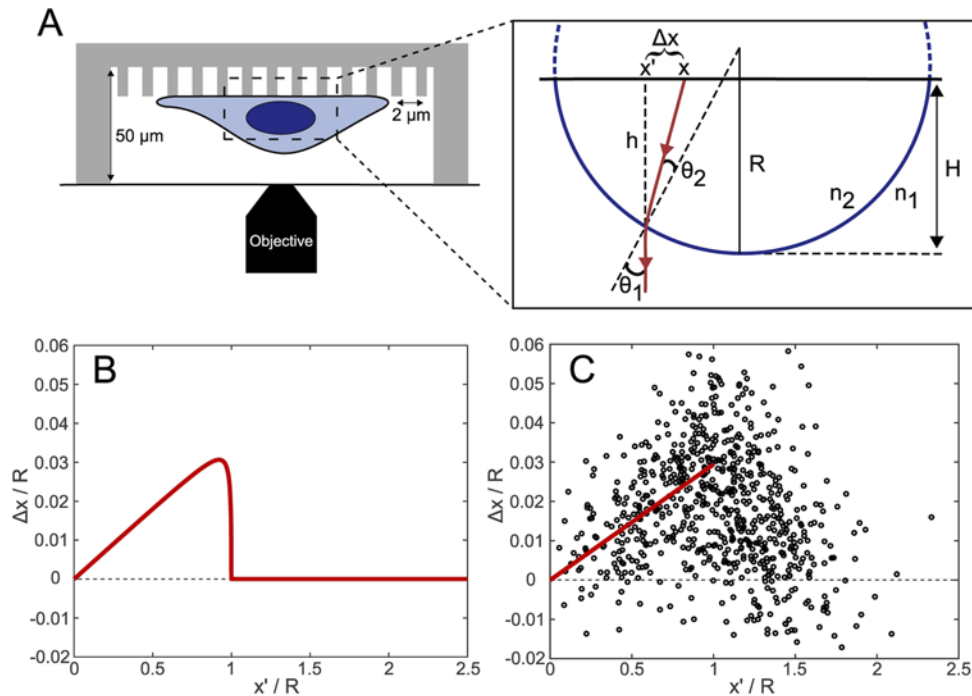 A
50 µm
2 µm
Objective
Δx
x' x
h
θ2
R
n2 n1
H
θ1
B
0.06
0.05
0.04
0.03
0.02
0.01
0
-0.01
-0.02
Δx / R
0 0.5 1 1.5 2 2.5
x' / R
C
0.06
0.05
0.04
0.03
0.02
0.01
0
-0.01
-0.02
Δx / R
0 0.5 1 1.5 2 2.5
x' / R